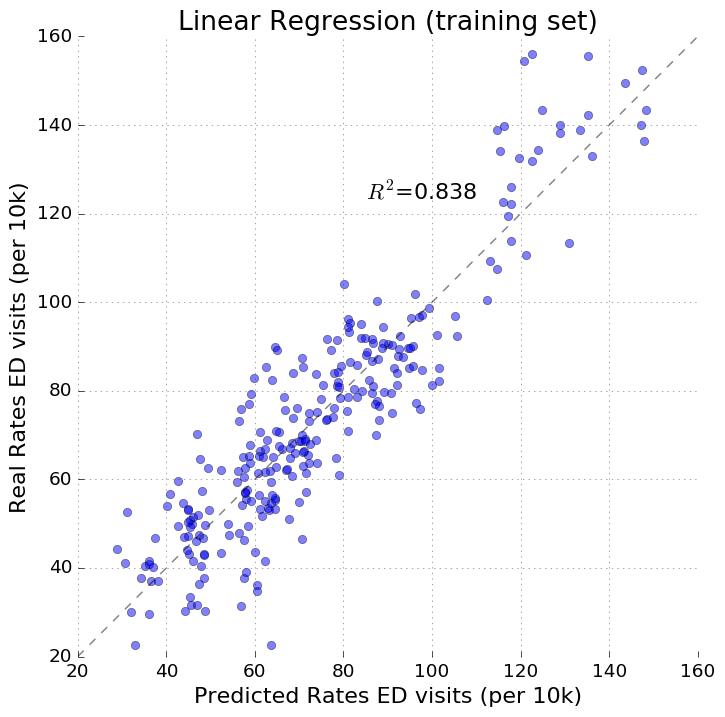 Linear Regression (training set)
160
140
120
100
80
60
40
20
R²=0.838
20 40 60 80 100 120 140 160
Real Rates ED visits (per 10k)
Predicted Rates ED visits (per 10k)